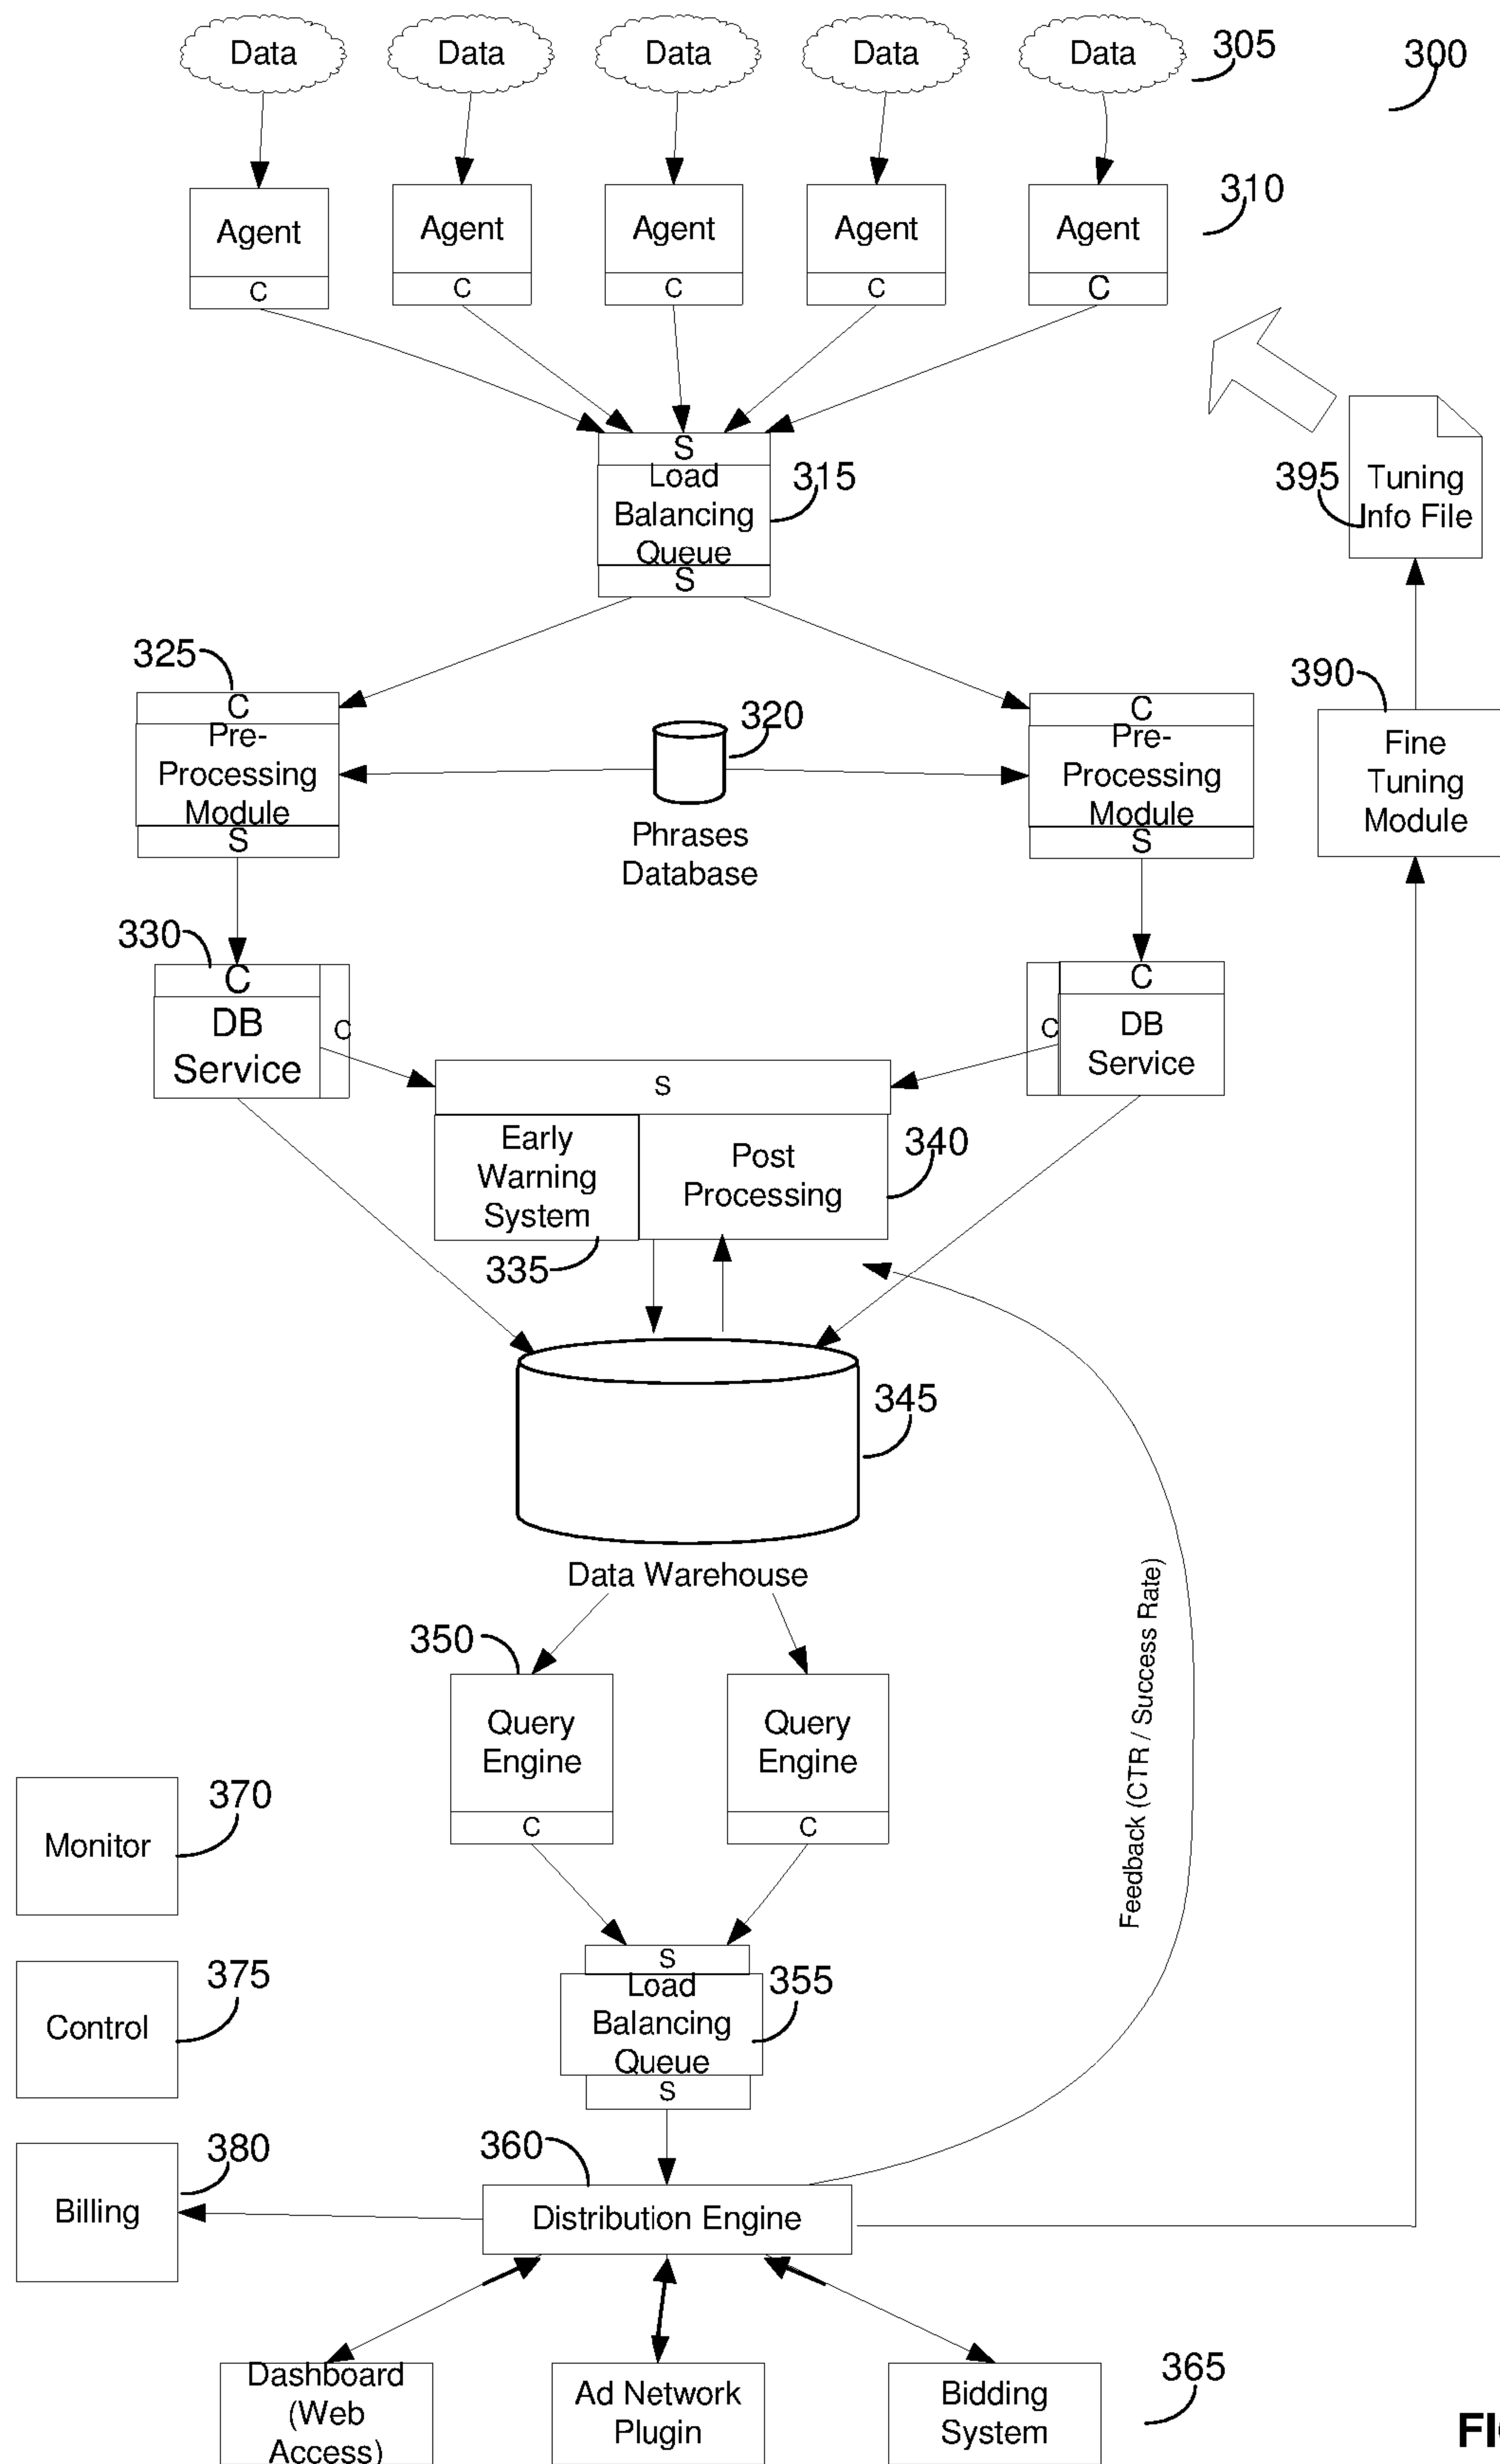 Data
Data
Data
Data
Data
305
300
Agent
Agent
Agent
Agent
Agent
310
C
C
C
C
C
S
Load
Balancing
Queue
S
315
395
Tuning
Info File
325
C
Pre-
Processing
Module
S
320
Phrases
Database
C
Pre-
Processing
Module
S
390
Fine
Tuning
Module
330
C
DB
Service
C
C
C
DB
Service
S
Early
Warning
System
Post
Processing
340
335
345
Data Warehouse
350
Query
Engine
C
Query
Engine
C
Feedback (CTR / Success Rate)
Monitor
370
S
Load
Balancing
Queue
S
355
Control
375
360
380
Billing
Distribution Engine
Dashboard
(Web
Access)
Ad Network
Plugin
Bidding
System
365